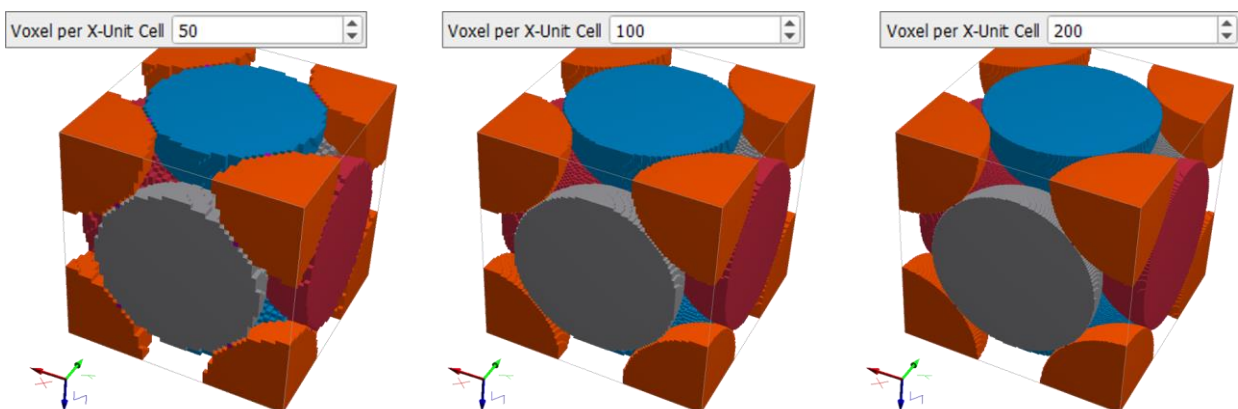 Voxel per X-Unit Cell 50
Voxel per X-Unit Cell 100
Voxel per X-Unit Cell 200
X Y Z
X Y Z
X Y Z